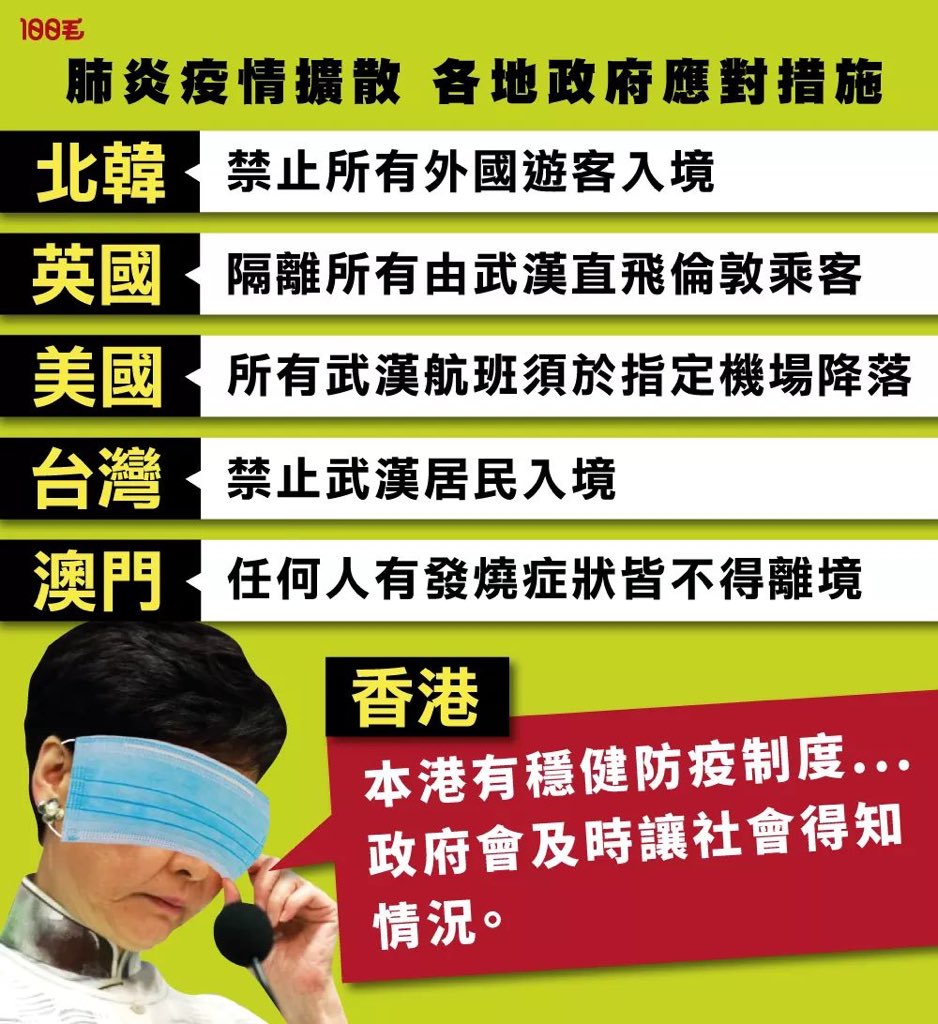 100毛
肺炎疫情擴散 各地政府應對措施
北韓 禁止所有外國遊客入境
英國 隔離所有由武漢直飛倫敦乘客
美國 所有武漢航班須於指定機場降落
台灣 禁止武漢居民入境
澳門 任何人有發燒症狀皆不得離境
香港
本港有穩健防疫制度...
政府會及時讓社會得知
情況。